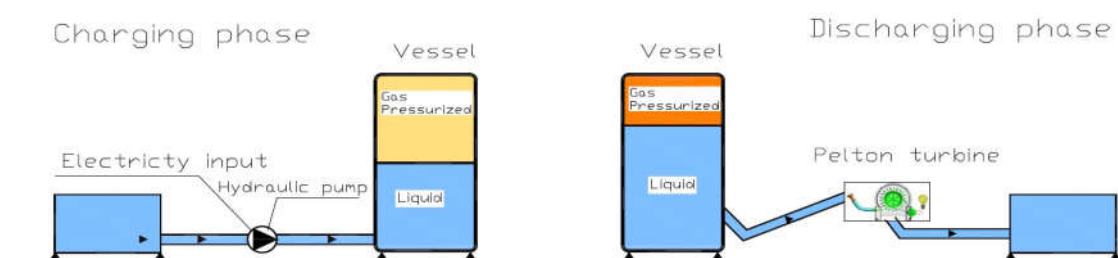 Charging phase
Vessel
Gas
Pressurized
Electricty input
Hydraulic pump
Liquid
Discharging phase
Vessel
Gas
Pressurized
Pelton turbine
Liquid